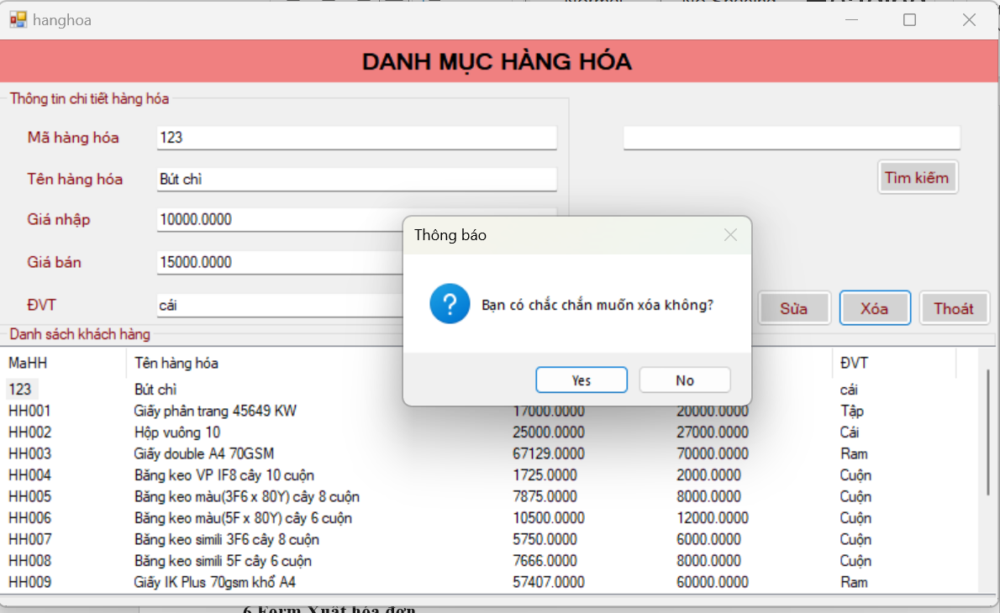 hanghoa
DANH MỤC HÀNG HÓA
Thông tin chi tiết hàng hóa
Mã hàng hóa 123
Tên hàng hóa Bút chì
Tìm kiếm
Giá nhập 10000.0000
Giá bán 15000.0000
ĐVT cái
Thông báo
Bạn có chắc chắn muốn xóa không?
Yes No
Sửa Xóa Thoát
Danh sách khách hàng
MaHH Tên hàng hóa ĐVT
123 Bút chì cái
HH001 Giấy phân trang 45649 KW 17000.0000 20000.0000 Tập
HH002 Hộp vuông 10 25000.0000 27000.0000 Cái
HH003 Giấy double A4 70GSM 67129.0000 70000.0000 Ram
HH004 Băng keo VP IF8 cây 10 cuộn 1725.0000 2000.0000 Cuộn
HH005 Băng keo màu(3F6 x 80Y) cây 8 cuộn 7875.0000 8000.0000 Cuộn
HH006 Băng keo màu(5F x 80Y) cây 6 cuộn 10500.0000 12000.0000 Cuộn
HH007 Băng keo simili 3F6 cây 8 cuộn 5750.0000 6000.0000 Cuộn
HH008 Băng keo simili 5F cây 6 cuộn 7666.0000 8000.0000 Cuộn
HH009 Giấy IK Plus 70gsm khổ A4 57407.0000 60000.0000 Ram
6 Form Xuất hóa đơn